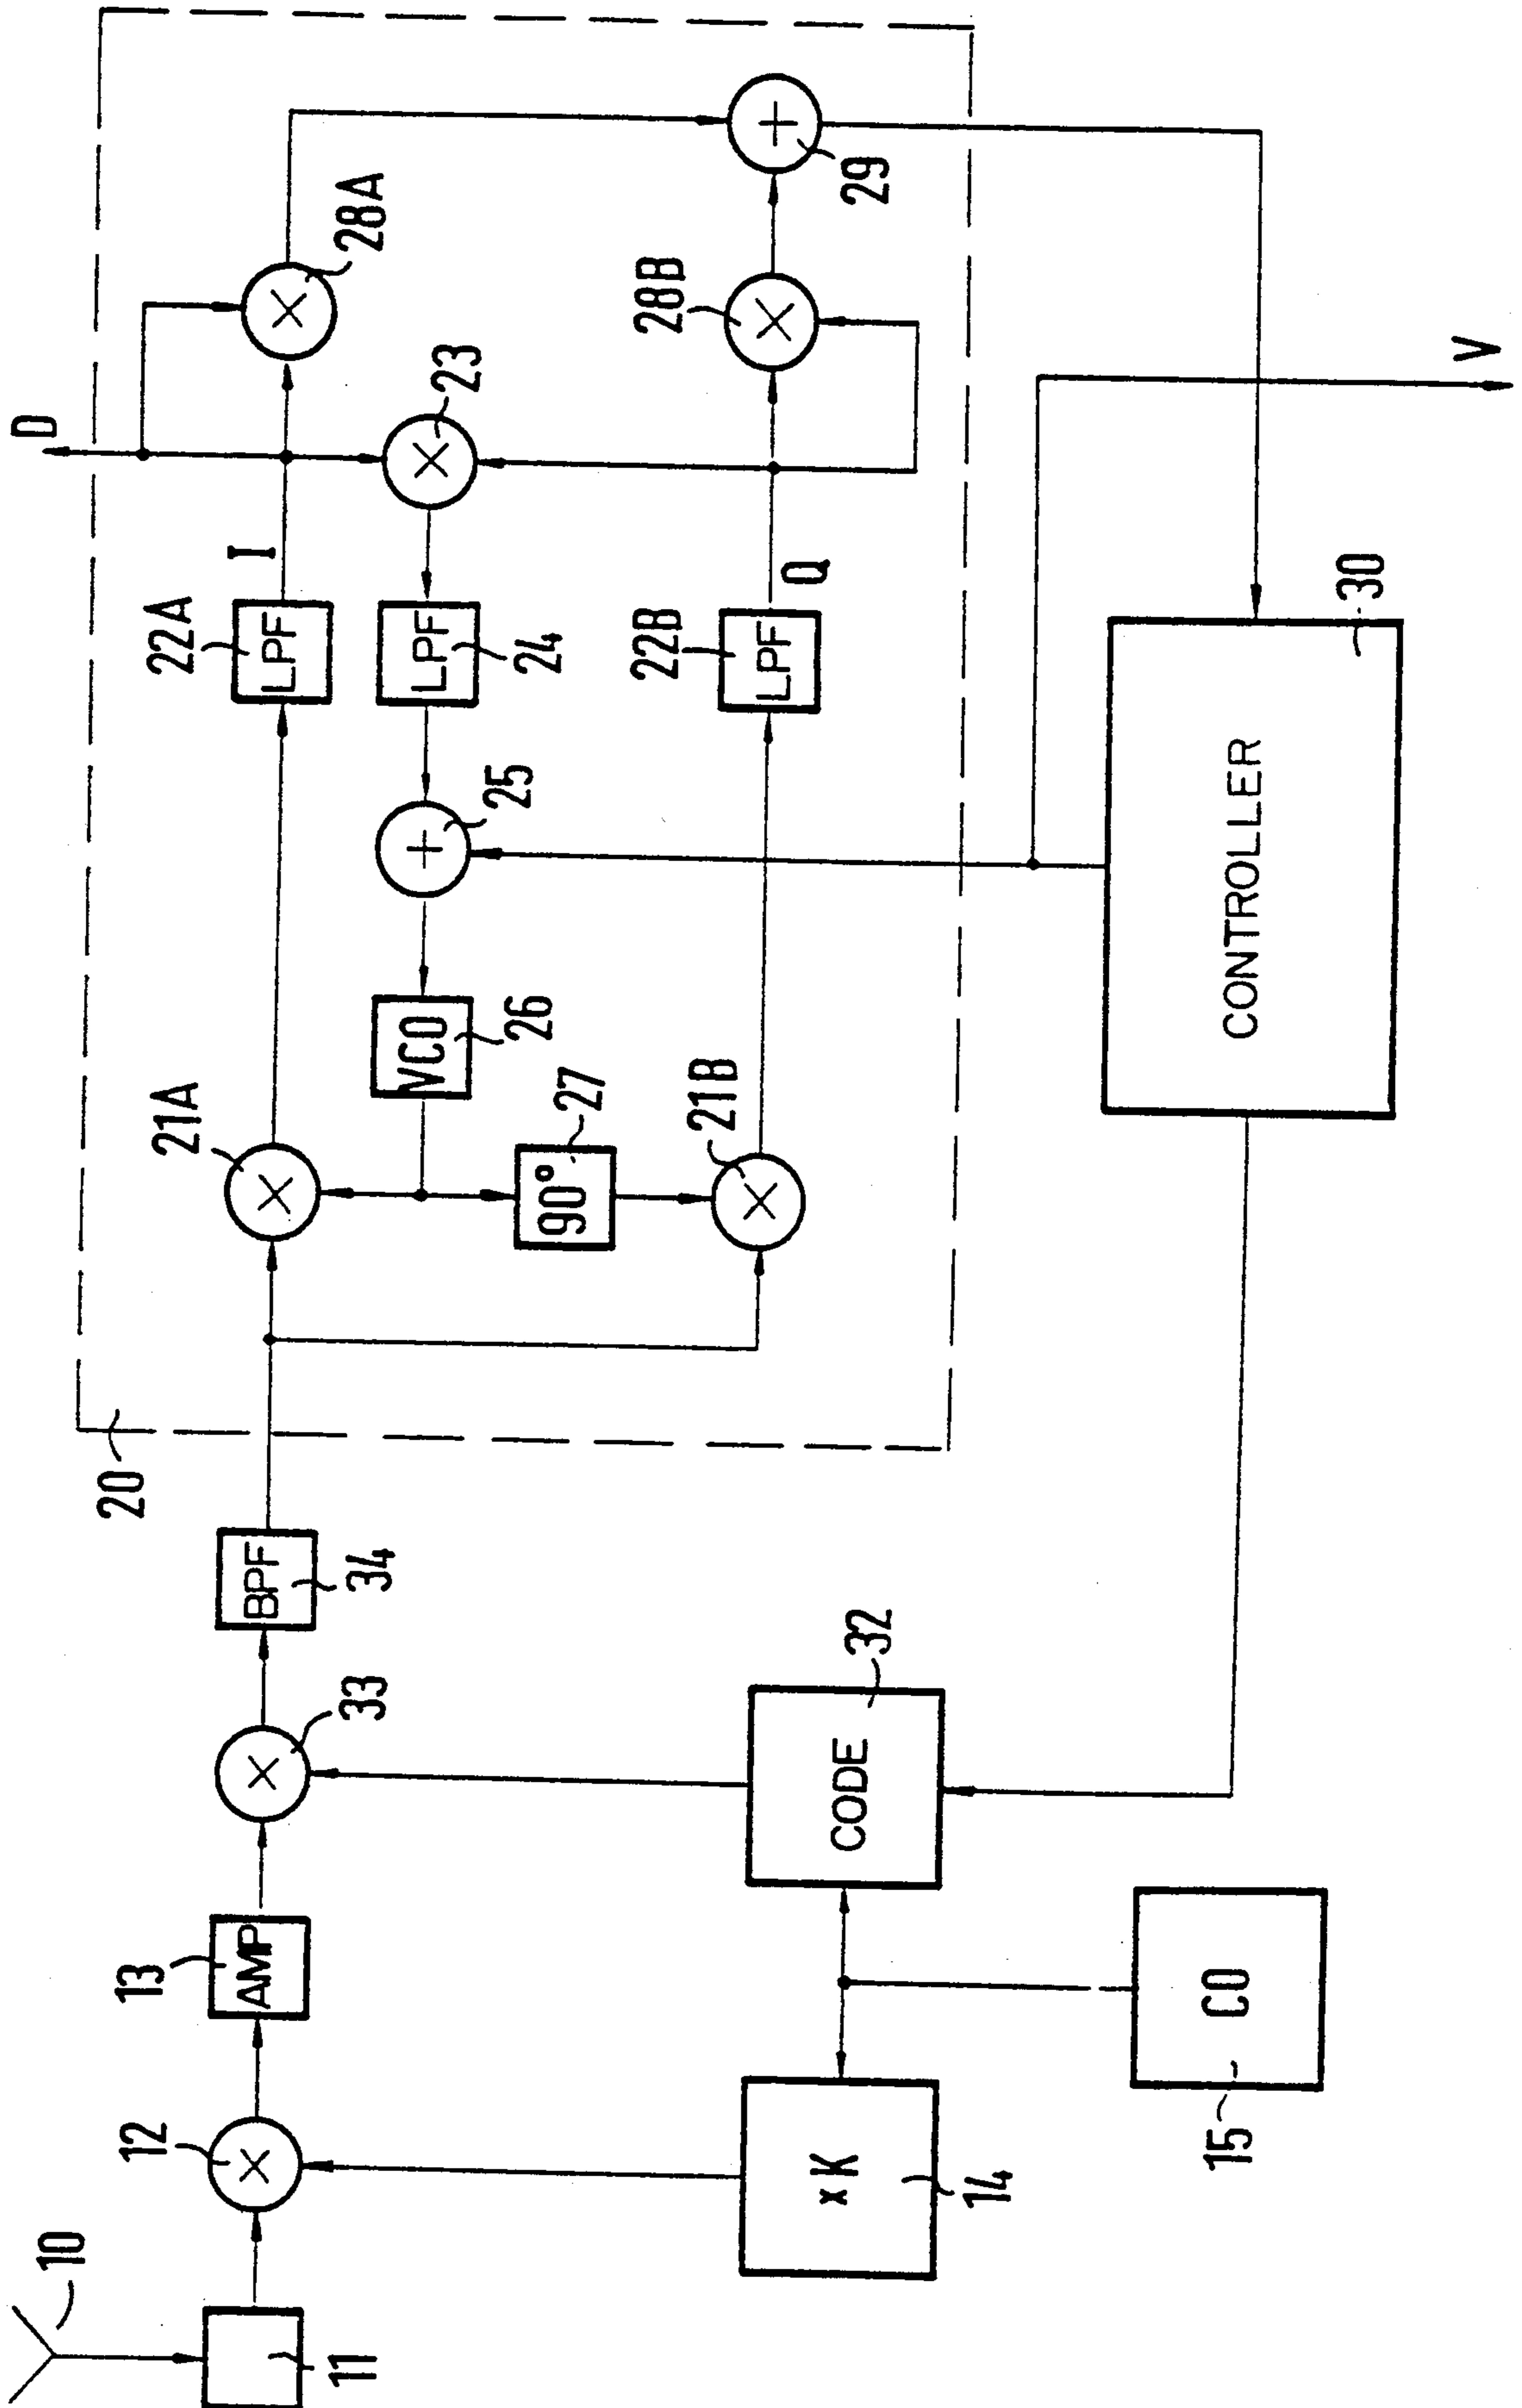 D
28A
29
28B
23
V
I
22A
LPF
LPF
24
Q
22B
LPF
30
CONTROLLER
25
+
+
VCO
26
21A
27
90°
21B
×
×
×
×
×
20
BPF
34
33
×
32
CODE
13
AMP
12
×
xK
14
CO
15
10
11